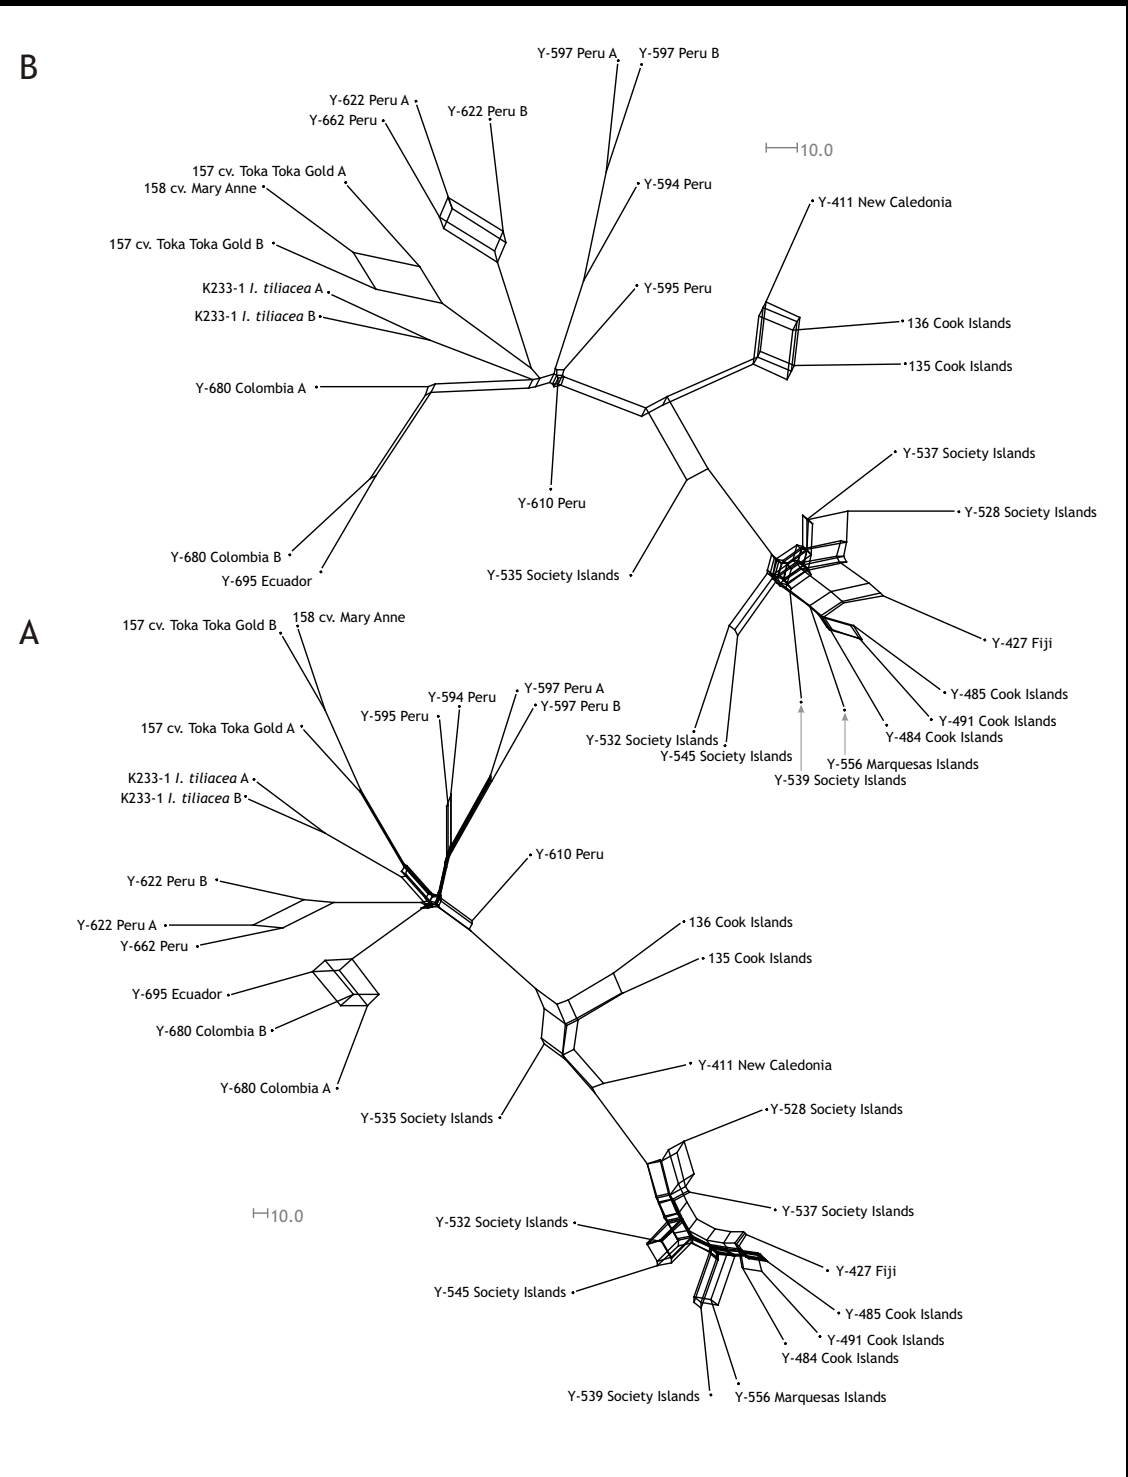 B
Y-597 Peru A
Y-597 Peru B
Y-622 Peru A
Y-622 Peru B
Y-662 Peru
10.0
157 cv. Toka Toka Gold A
158 cv. Mary Anne
Y-594 Peru
Y-411 New Caledonia
157 cv. Toka Toka Gold B
K233-1 I. tiliacea A
Y-595 Peru
K233-1 I. tiliacea B
136 Cook Islands
135 Cook Islands
Y-680 Colombia A
Y-537 Society Islands
Y-610 Peru
Y-528 Society Islands
Y-680 Colombia B
Y-695 Ecuador
Y-535 Society Islands
Y-427 Fiji
Y-485 Cook Islands
Y-491 Cook Islands
Y-484 Cook Islands
Y-532 Society Islands
Y-545 Society Islands
Y-556 Marquesas Islands
Y-539 Society Islands
A
158 cv. Mary Anne
157 cv. Toka Toka Gold B
Y-597 Peru A
Y-594 Peru
Y-597 Peru B
Y-595 Peru
157 cv. Toka Toka Gold A
K233-1 I. tiliacea A
K233-1 I. tiliacea B
Y-610 Peru
Y-622 Peru B
Y-622 Peru A
136 Cook Islands
Y-662 Peru
135 Cook Islands
Y-695 Ecuador
Y-680 Colombia B
Y-411 New Caledonia
Y-680 Colombia A
Y-535 Society Islands
Y-528 Society Islands
10.0
Y-537 Society Islands
Y-532 Society Islands
Y-427 Fiji
Y-545 Society Islands
Y-485 Cook Islands
Y-491 Cook Islands
Y-484 Cook Islands
Y-539 Society Islands
Y-556 Marquesas Islands